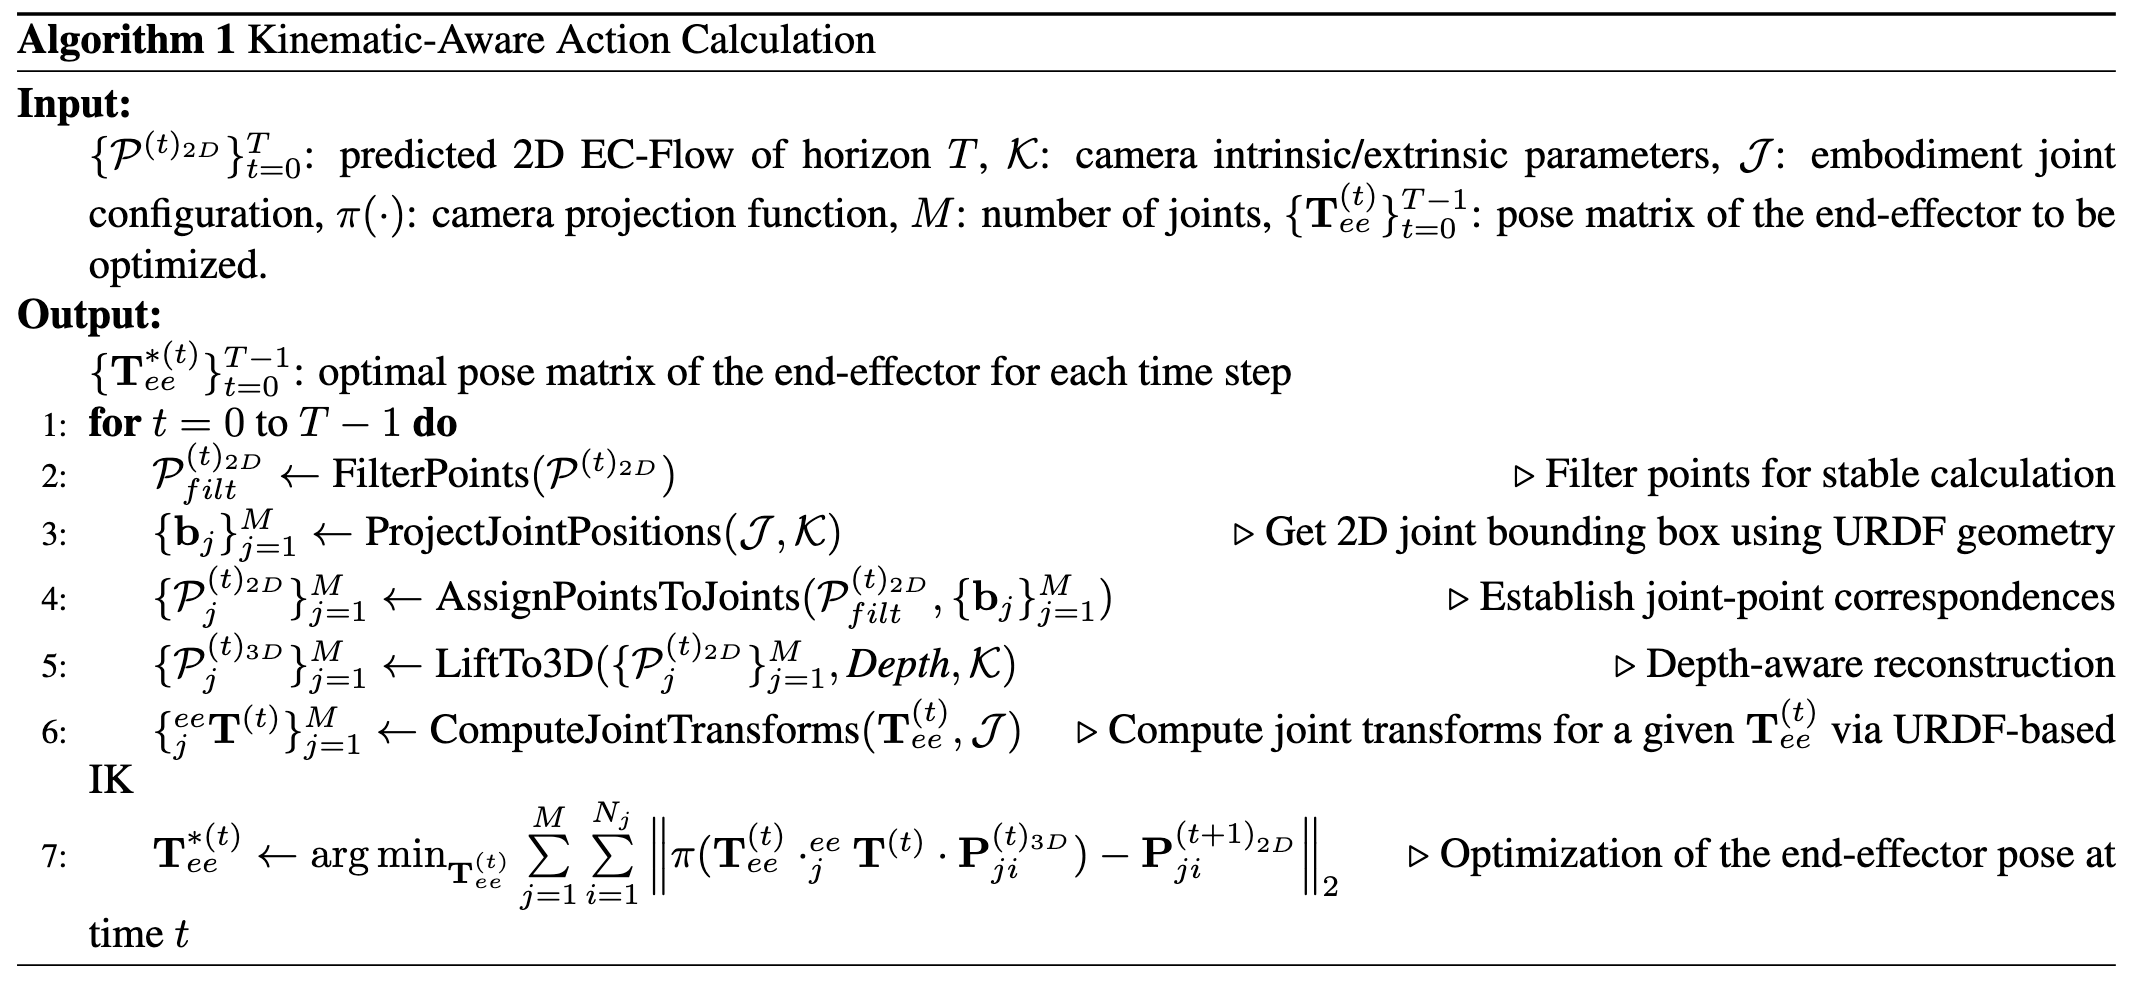 Algorithm 1 Kinematic-Aware Action Calculation
Input:
$\{\mathcal{P}^{(t)_{2D}}\}_{t=0}^{T}$: predicted 2D EC-Flow of horizon $T$, $\mathcal{K}$: camera intrinsic/extrinsic parameters, $\mathcal{J}$: embodiment joint
configuration, $\pi(\cdot)$: camera projection function, $M$: number of joints, $\{\mathbf{T}_{ee}^{(t)}\}_{t=0}^{T-1}$: pose matrix of the end-effector to be
optimized.
Output:
$\{\mathbf{T}_{ee}^{*(t)}\}_{t=0}^{T-1}$: optimal pose matrix of the end-effector for each time step
1: for $t = 0$ to $T - 1$ do
2: $\mathcal{P}_{filt}^{(t)_{2D}} \leftarrow$ FilterPoints($\mathcal{P}^{(t)_{2D}}$) ▷ Filter points for stable calculation
3: $\{\mathbf{b}_j\}_{j=1}^{M} \leftarrow$ ProjectJointPositions($\mathcal{J}, \mathcal{K}$) ▷ Get 2D joint bounding box using URDF geometry
4: $\{\mathcal{P}_j^{(t)_{2D}}\}_{j=1}^{M} \leftarrow$ AssignPointsToJoints($\mathcal{P}_{filt}^{(t)_{2D}}, \{\mathbf{b}_j\}_{j=1}^{M}$) ▷ Establish joint-point correspondences
5: $\{\mathcal{P}_j^{(t)_{3D}}\}_{j=1}^{M} \leftarrow$ LiftTo3D($\{\mathcal{P}_j^{(t)_{2D}}\}_{j=1}^{M}, Depth, \mathcal{K}$) ▷ Depth-aware reconstruction
6: $\{{}_{j}^{ee}\mathbf{T}^{(t)}\}_{j=1}^{M} \leftarrow$ ComputeJointTransforms($\mathbf{T}_{ee}^{(t)}, \mathcal{J}$) ▷ Compute joint transforms for a given $\mathbf{T}_{ee}^{(t)}$ via URDF-based
IK
7: $\mathbf{T}_{ee}^{*(t)} \leftarrow \arg\min_{\mathbf{T}_{ee}^{(t)}} \sum_{j=1}^{M} \sum_{i=1}^{N_j} \left\| \pi(\mathbf{T}_{ee}^{(t)} \cdot {}_{j}^{ee}\mathbf{T}^{(t)} \cdot \mathbf{P}_{ji}^{(t)_{3D}}) - \mathbf{P}_{ji}^{(t+1)_{2D}} \right\|_2$ ▷ Optimization of the end-effector pose at
time $t$